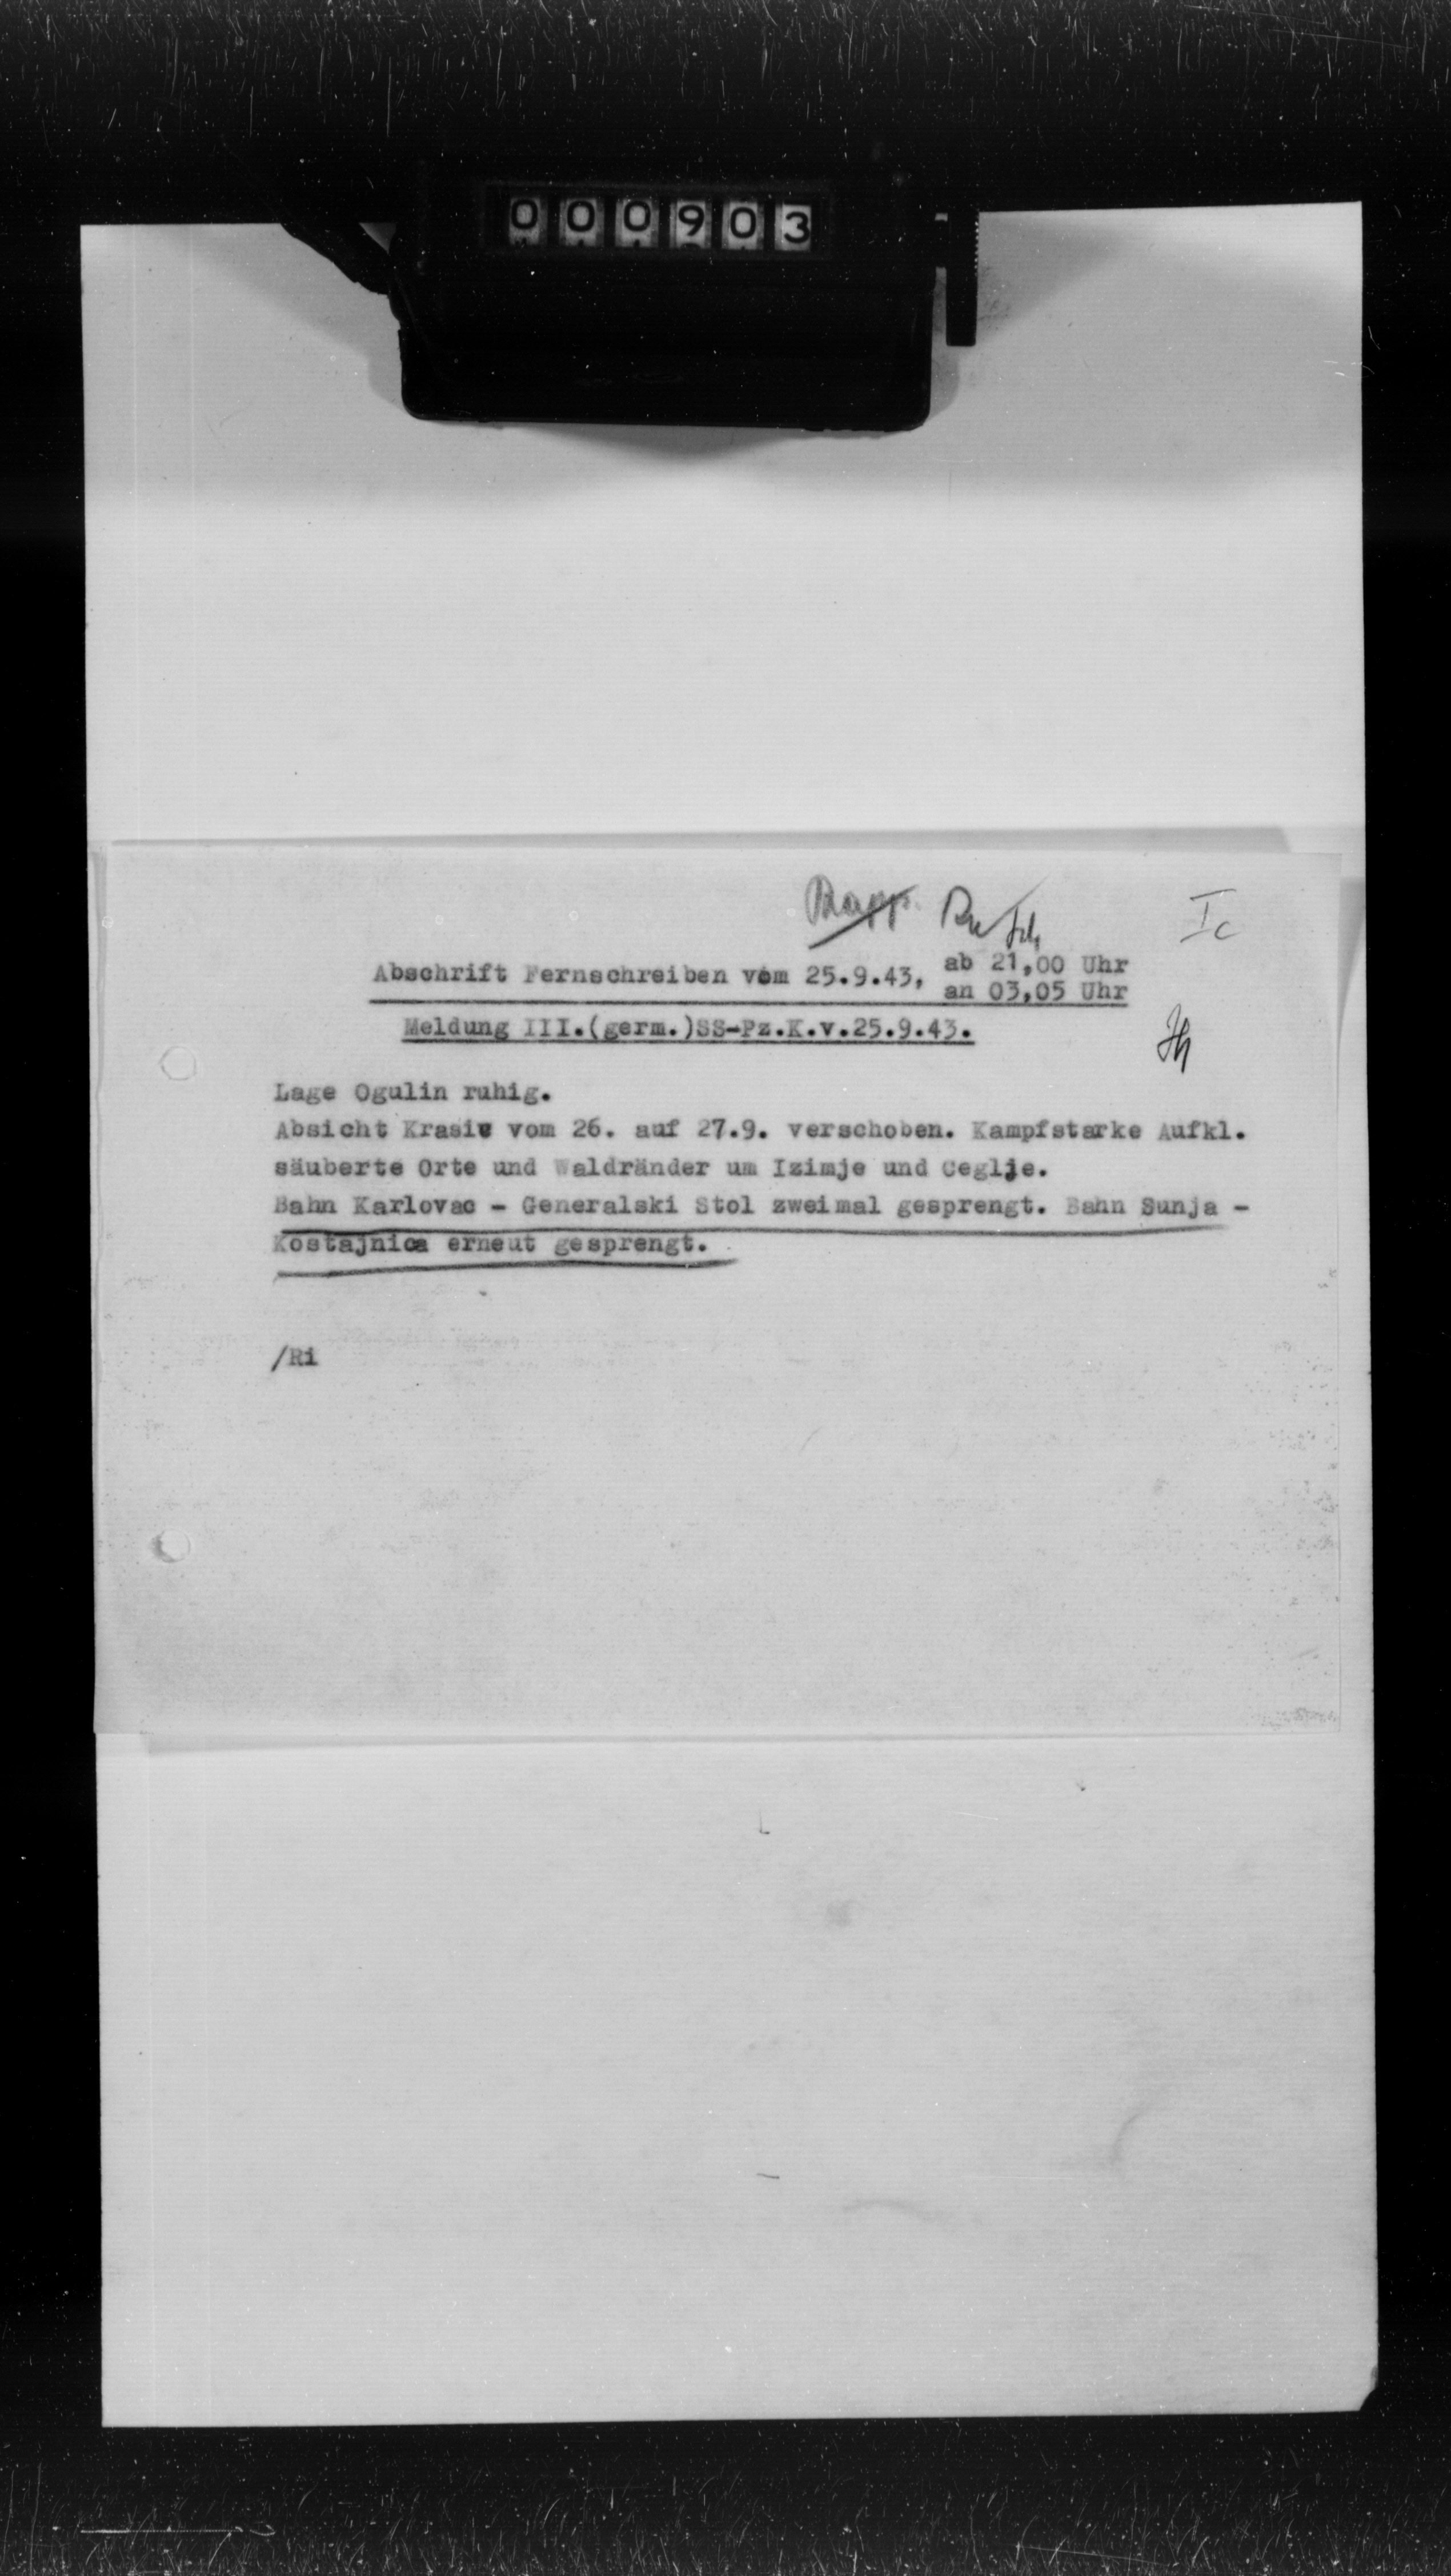 000903
Ic
Abschrift Fernschreiben vom 25.9.43, ab 21,00 Uhr
an 03,05 Uhr
Meldung III.(germ.)SS-Pz.K.v.25.9.43.
Lage Ogulin ruhig.
Absicht Krasic vom 26. auf 27.9. verschoben. Kampfstarke Aufkl.
säuberte Orte und Waldränder um Izimje und Ceglje.
Bahn Karlovac - Generalski Stol zweimal gesprengt. Bahn Sunja -
Kostajnica erneut gesprengt.
/Ri